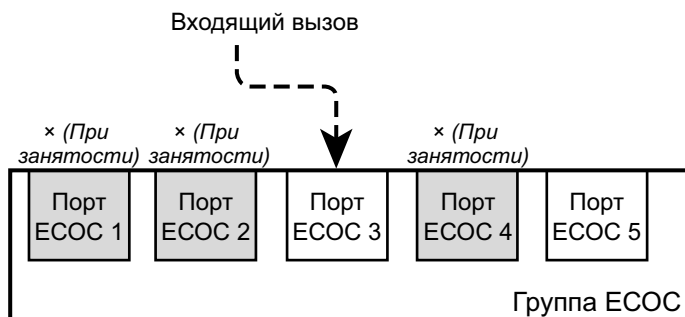 Входящий вызов
× (При занятости)
× (При занятости)
× (При занятости)
Порт ЕСОС 1
Порт ЕСОС 2
Порт ЕСОС 3
Порт ЕСОС 4
Порт ЕСОС 5
Группа ЕСОС